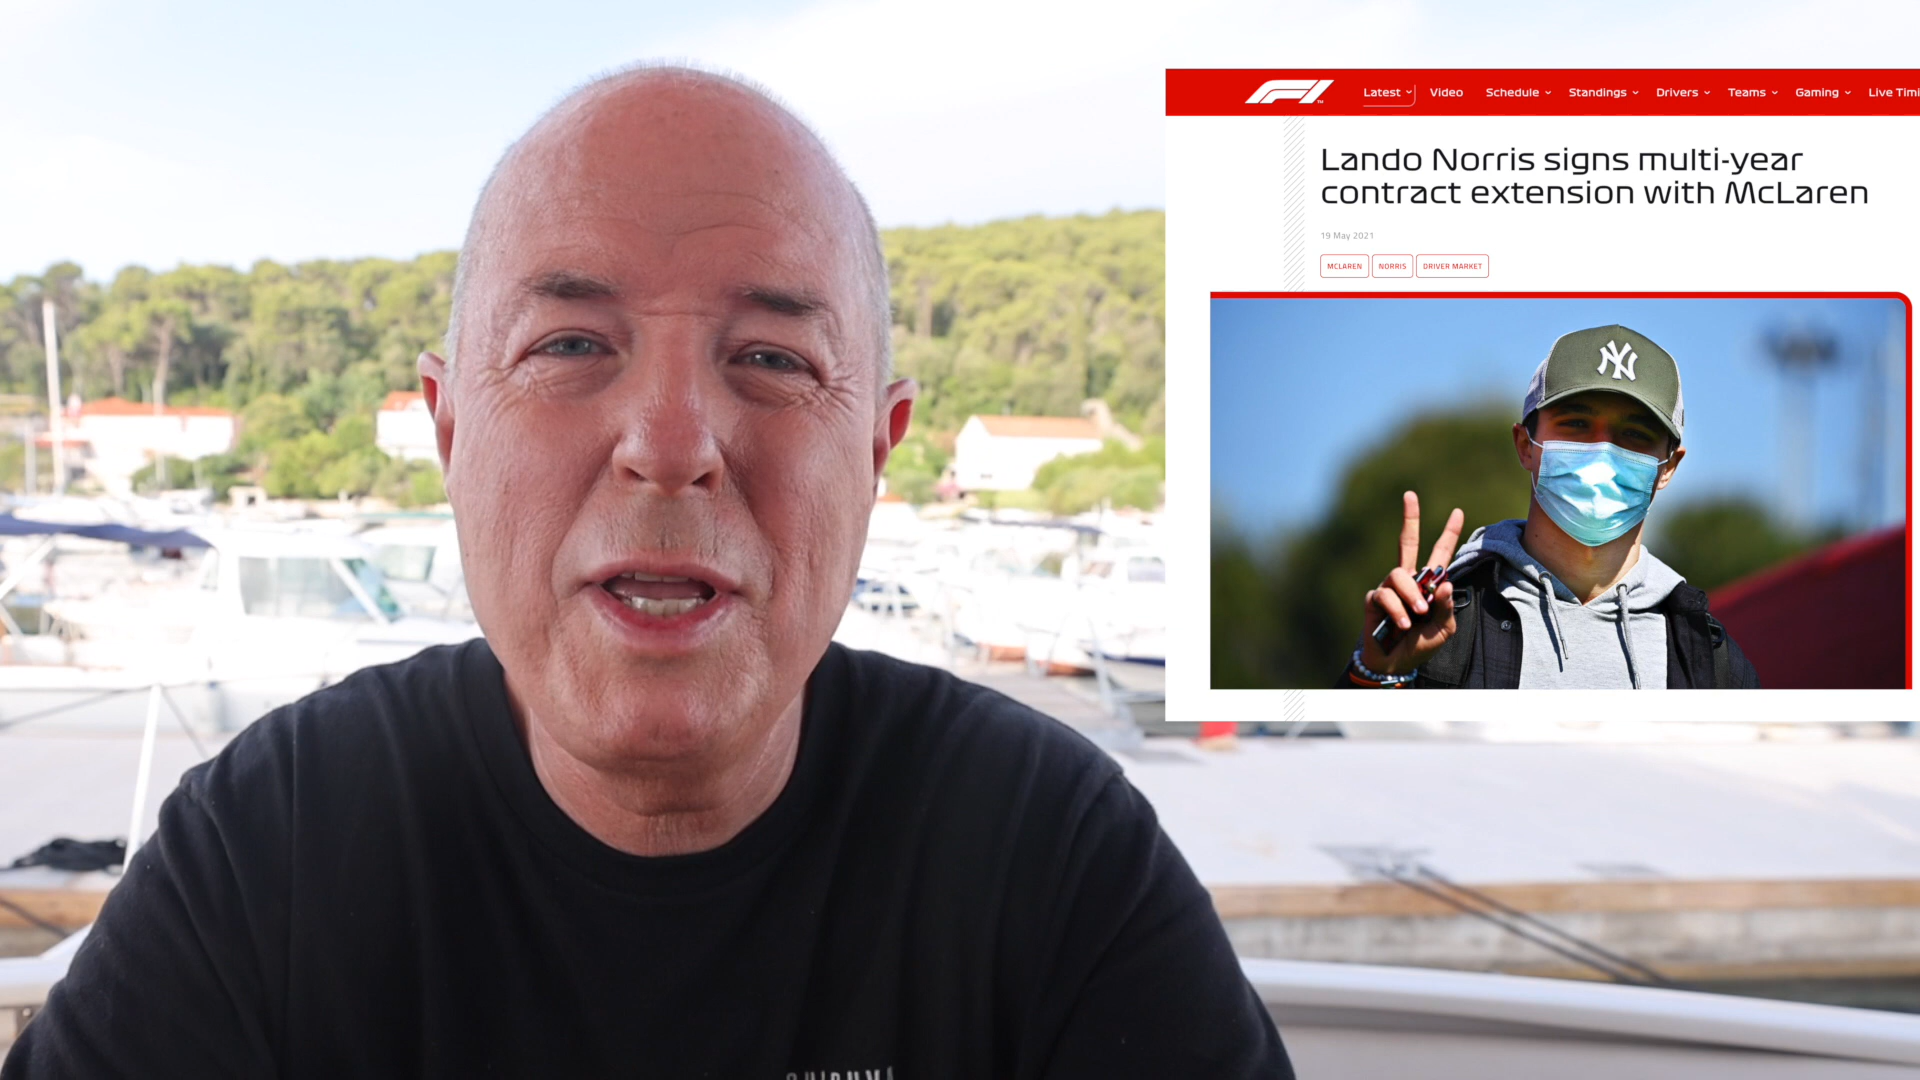 F1
Latest Video Schedule Standings Drivers Teams Gaming Live Timi
Lando Norris signs multi-year
contract extension with McLaren
19 May 2021
MCLAREN NORRIS DRIVER MARKET
NY